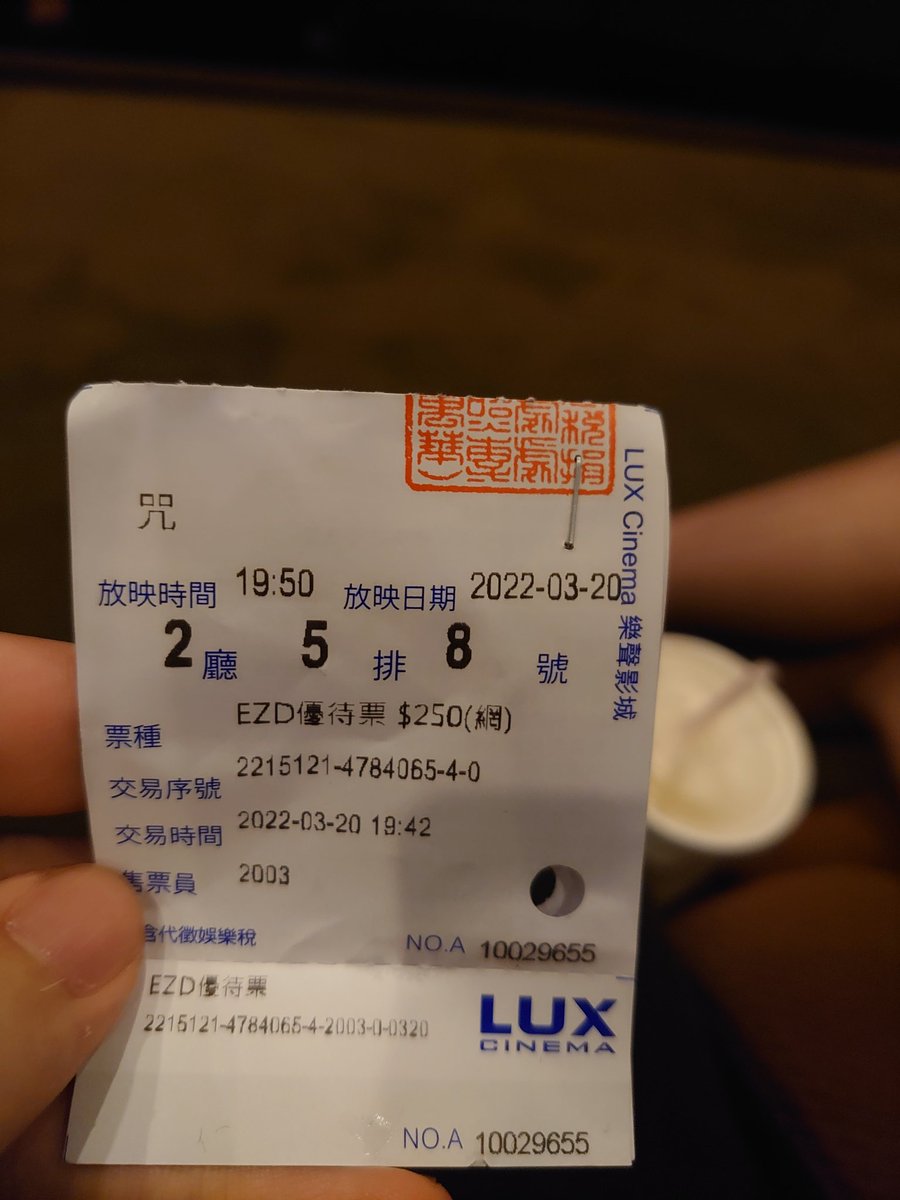 咒
放映時間 19:50 放映日期 2022-03-20
2 廳 5 排 8 號
票種 EZD優待票 $250(網)
交易序號 2215121-4784065-4-0
交易時間 2022-03-20 19:42
售票員 2003
含代徵娛樂稅 NO.A 10029655
LUX Cinema 樂聲影城
EZD優待票
2215121-4784065-4-2003-0-0320
LUX
CINEMA
NO.A 10029655